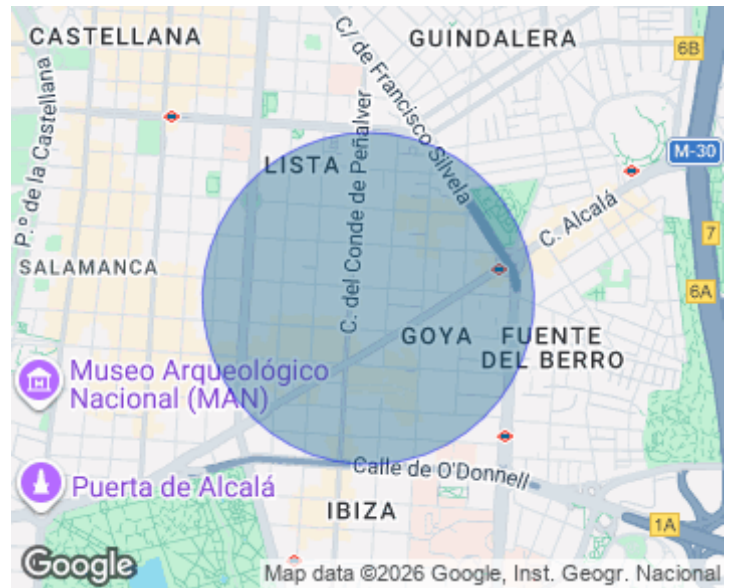 CASTELLANA
GUINDALERA
6B
C/ de Francisco Silvela
P.º de la Castellana
C. del Conde de Peñalver
LISTA
M-30
C. Alcalá
7
SALAMANCA
6A
GOYA
FUENTE
DEL BERRO
Museo Arqueológico
Nacional (MAN)
Calle de O'Donnell
Puerta de Alcalá
IBIZA
1A
Google
Map data ©2026 Google, Inst. Geogr. Nacional